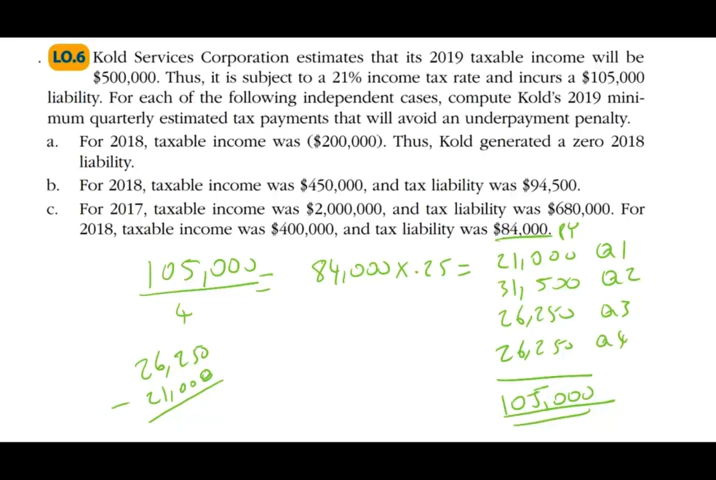 . LO.6 Kold Services Corporation estimates that its 2019 taxable income will be
$500,000. Thus, it is subject to a 21% income tax rate and incurs a $105,000
liability. For each of the following independent cases, compute Kold's 2019 mini-
mum quarterly estimated tax payments that will avoid an underpayment penalty.
a. For 2018, taxable income was ($200,000). Thus, Kold generated a zero 2018
liability.
b. For 2018, taxable income was $450,000, and tax liability was $94,500.
c. For 2017, taxable income was $2,000,000, and tax liability was $680,000. For
2018, taxable income was $400,000, and tax liability was $84,000. PY
105,000 =
4
84,000 x .25 = 21,000 Q1
31,500 Q2
26,250 Q3
26,250 Q4
105,000
26,250
- 21,000